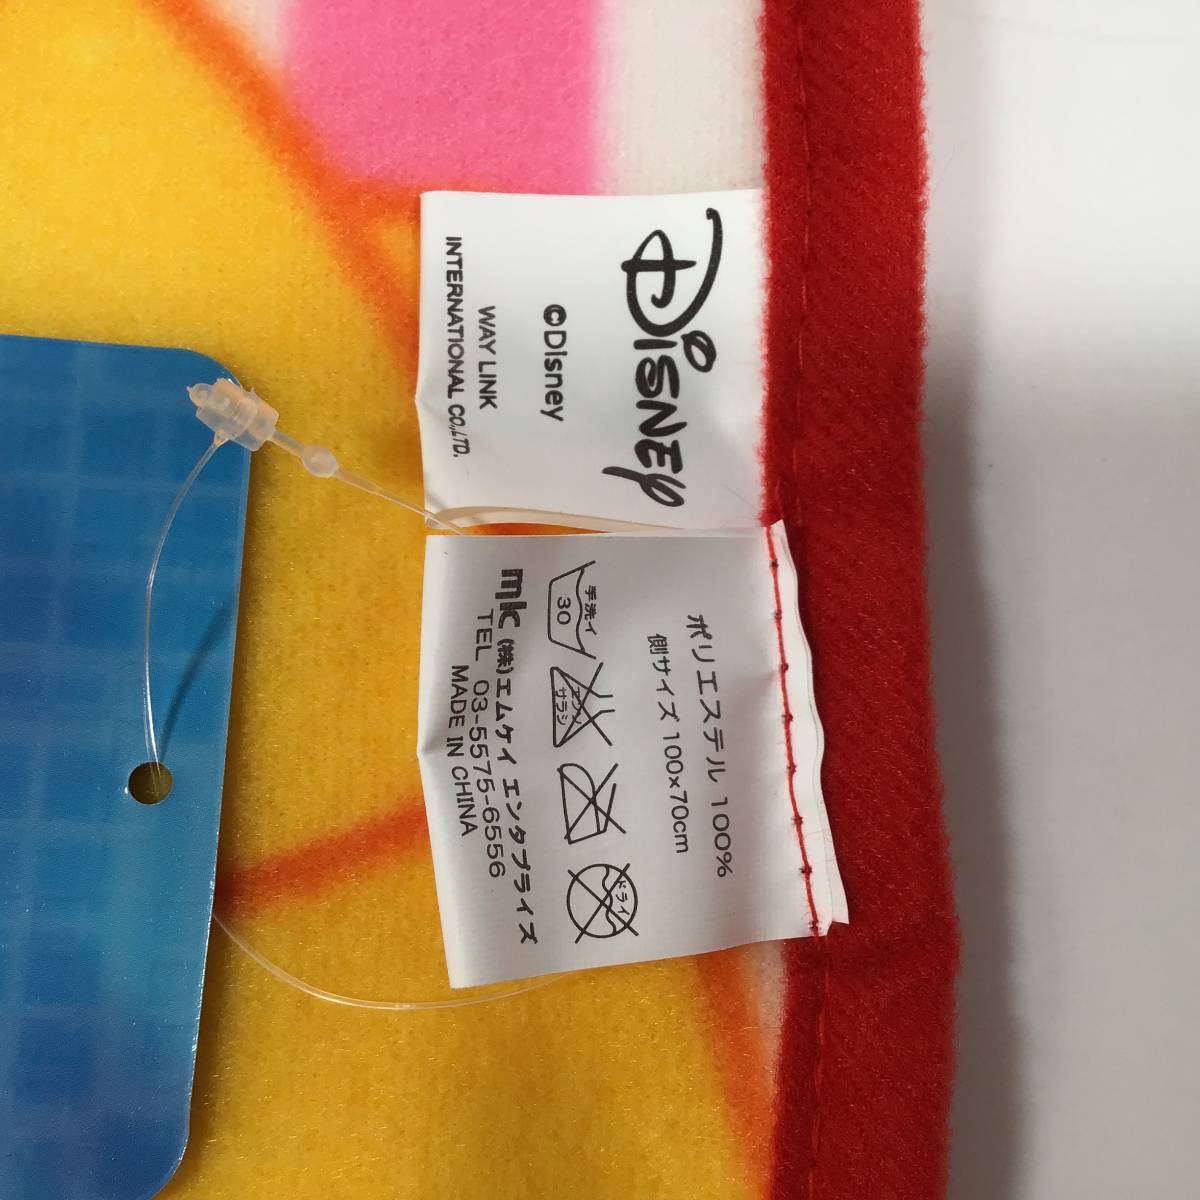 Disney
©Disney
WAY LINK
INTERNATIONAL CO.,LTD.
ポリエステル 100%
側サイズ 100×70cm
手洗イ
30
エンソ
サラシ
ドライ
mk (株)エムケイ エンタプライズ
TEL 03-5575-6556
MADE IN CHINA